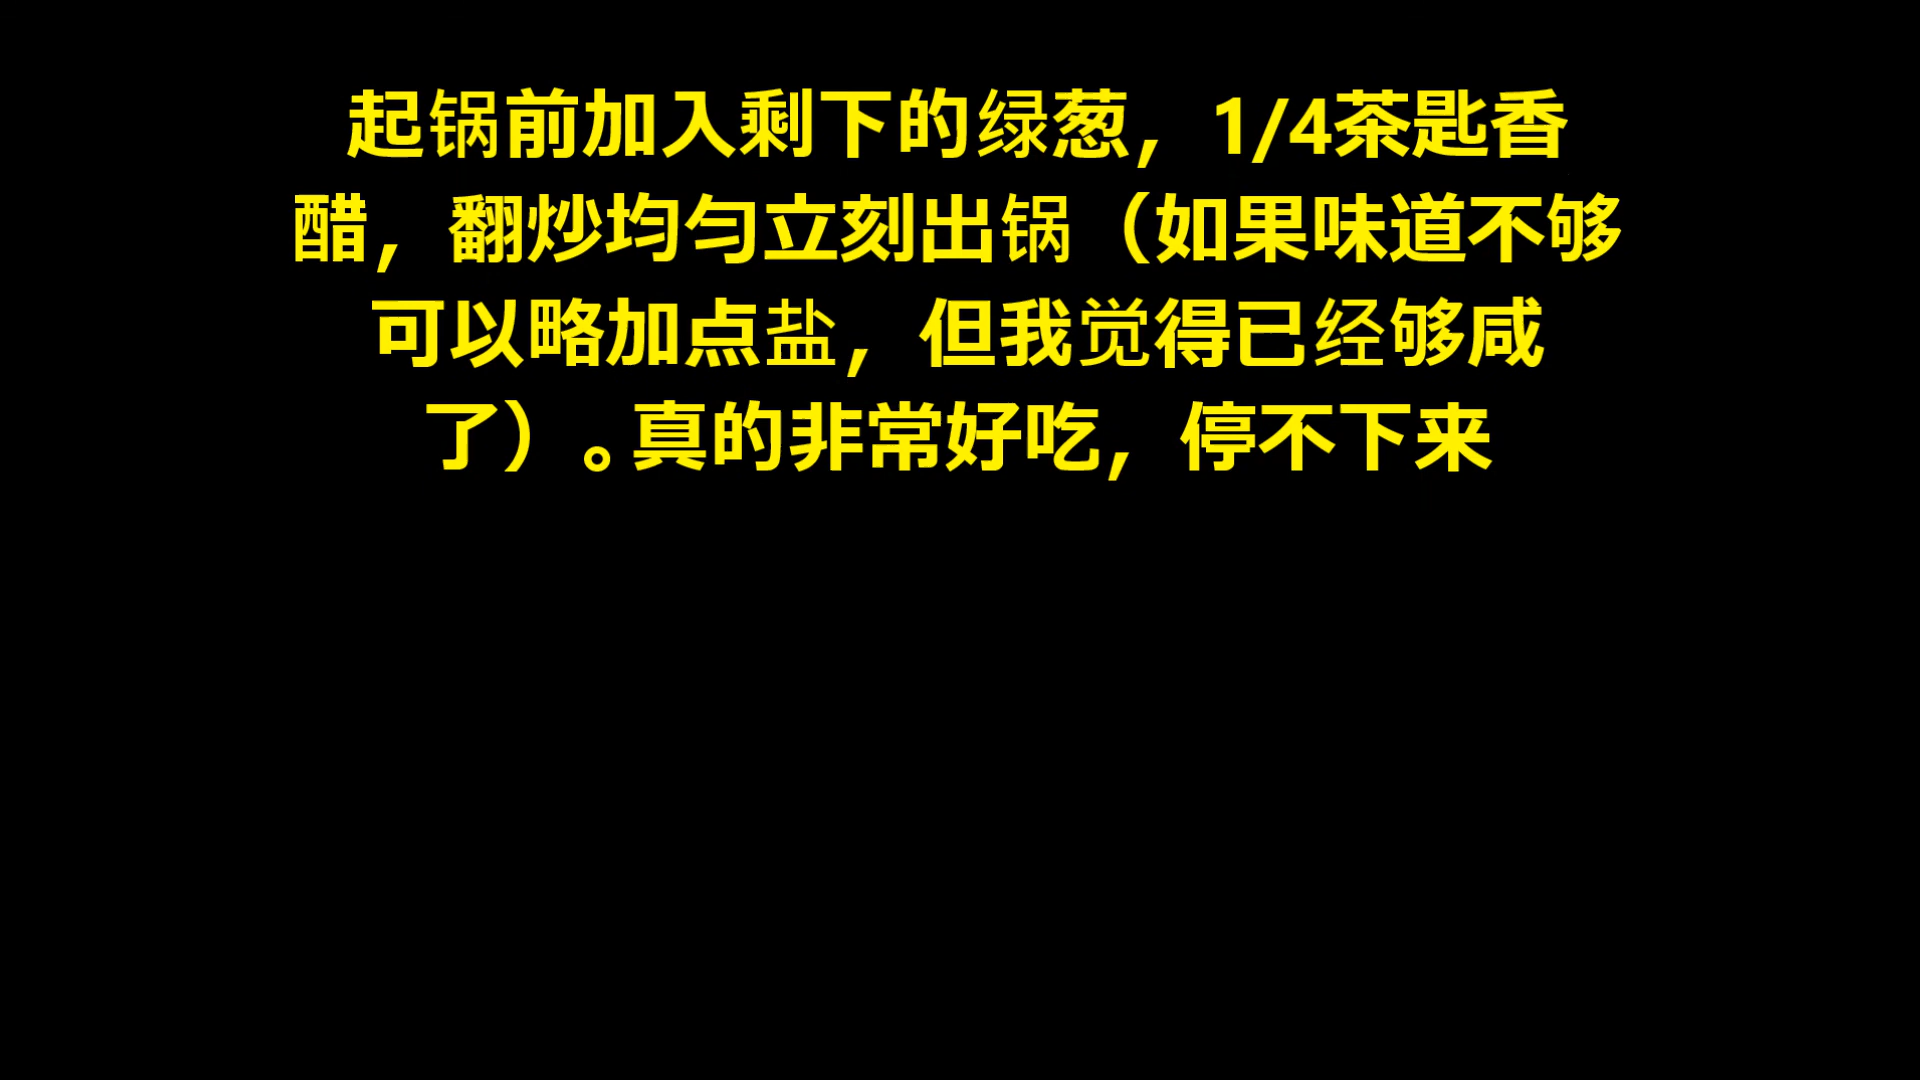 起锅前加入剩下的绿葱，1/4茶匙香
醋，翻炒均匀立刻出锅（如果味道不够
可以略加点盐，但我觉得已经够咸
了）。真的非常好吃，停不下来